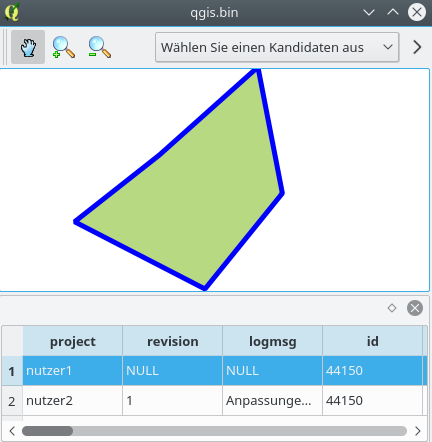 qgis.bin
Wählen Sie einen Kandidaten aus
project revision logmsg id
1 nutzer1 NULL NULL 44150
2 nutzer2 1 Anpassunge... 44150